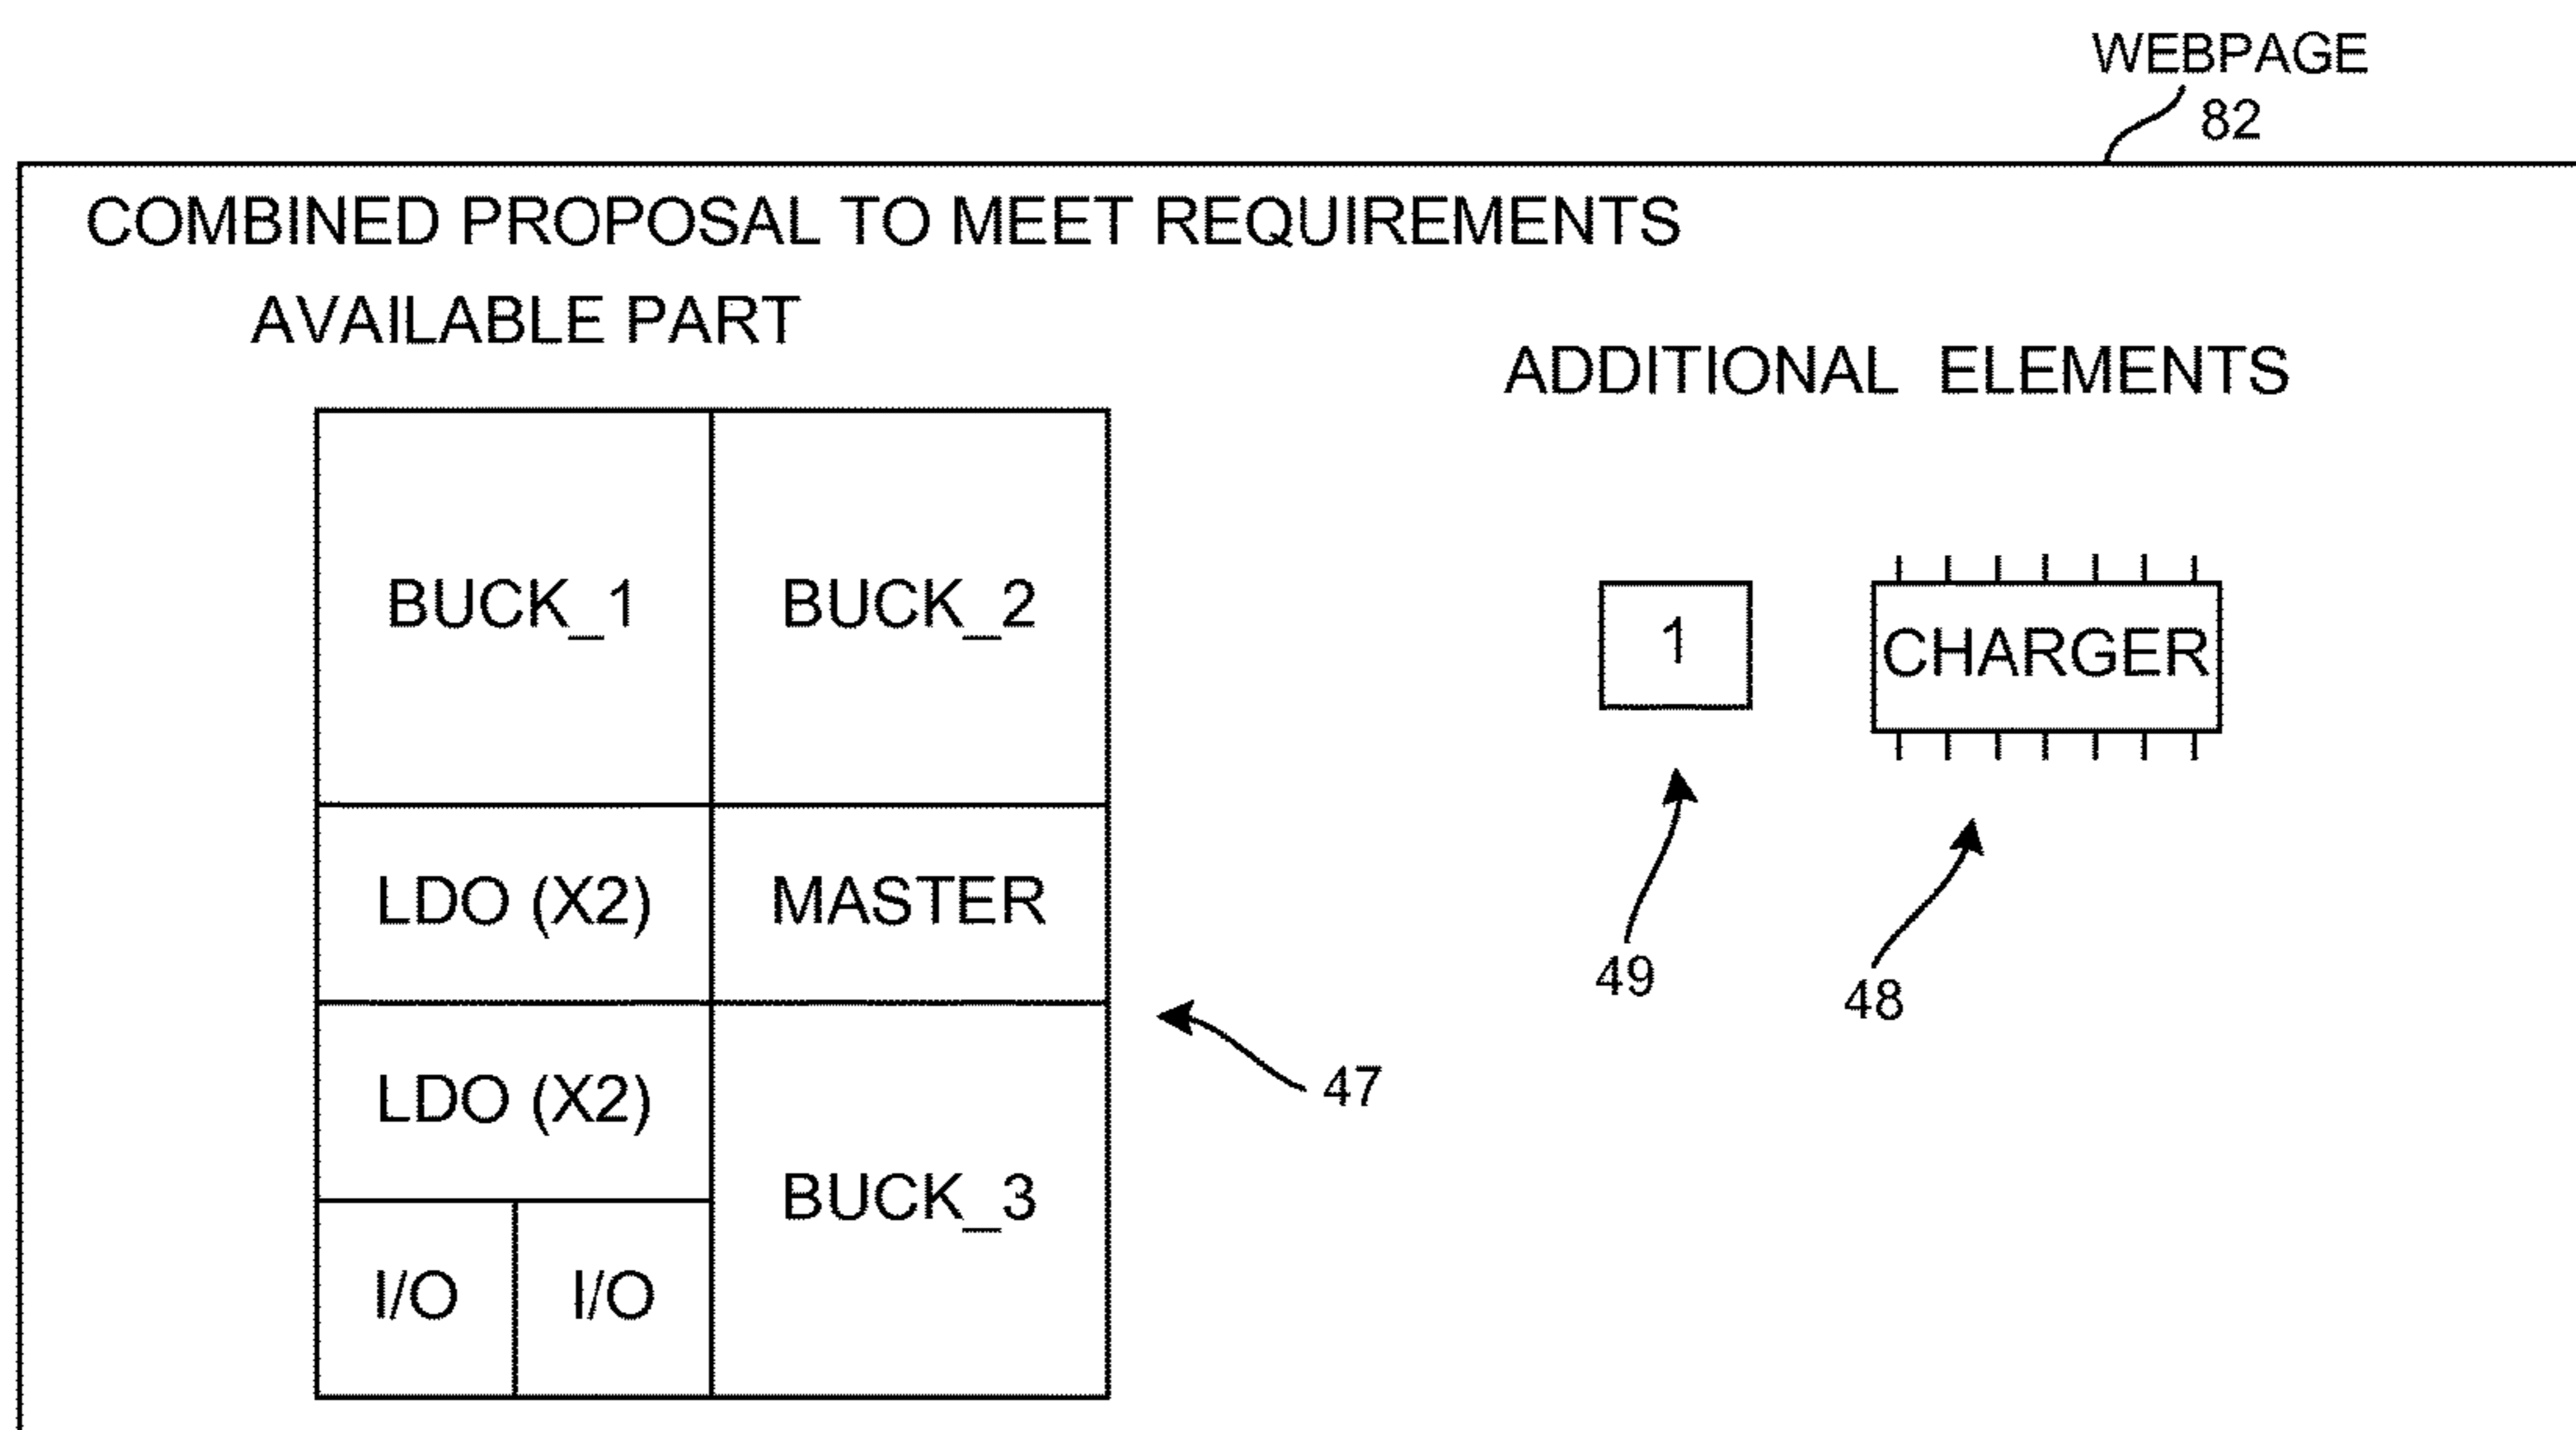 WEBPAGE
82
COMBINED PROPOSAL TO MEET REQUIREMENTS
AVAILABLE PART
ADDITIONAL ELEMENTS
BUCK_1
BUCK_2
1
CHARGER
LDO (X2)
MASTER
49
48
47
LDO (X2)
BUCK_3
I/O
I/O